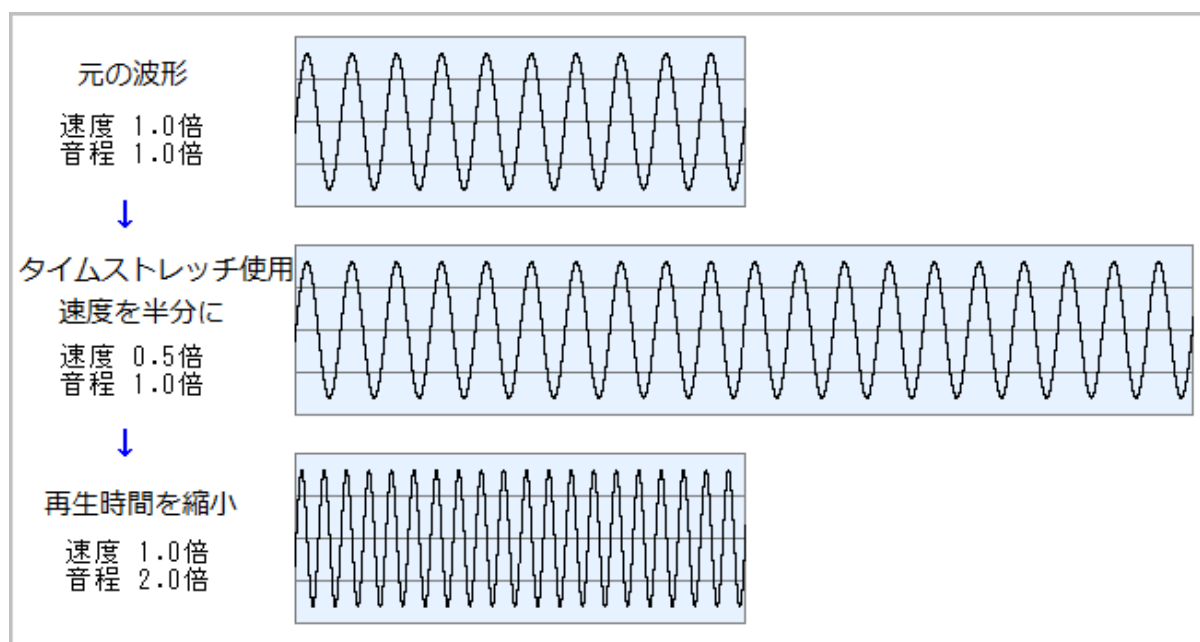 元の波形
速度 1.0倍
音程 1.0倍
↓
タイムストレッチ使用
速度を半分に
速度 0.5倍
音程 1.0倍
↓
再生時間を縮小
速度 1.0倍
音程 2.0倍